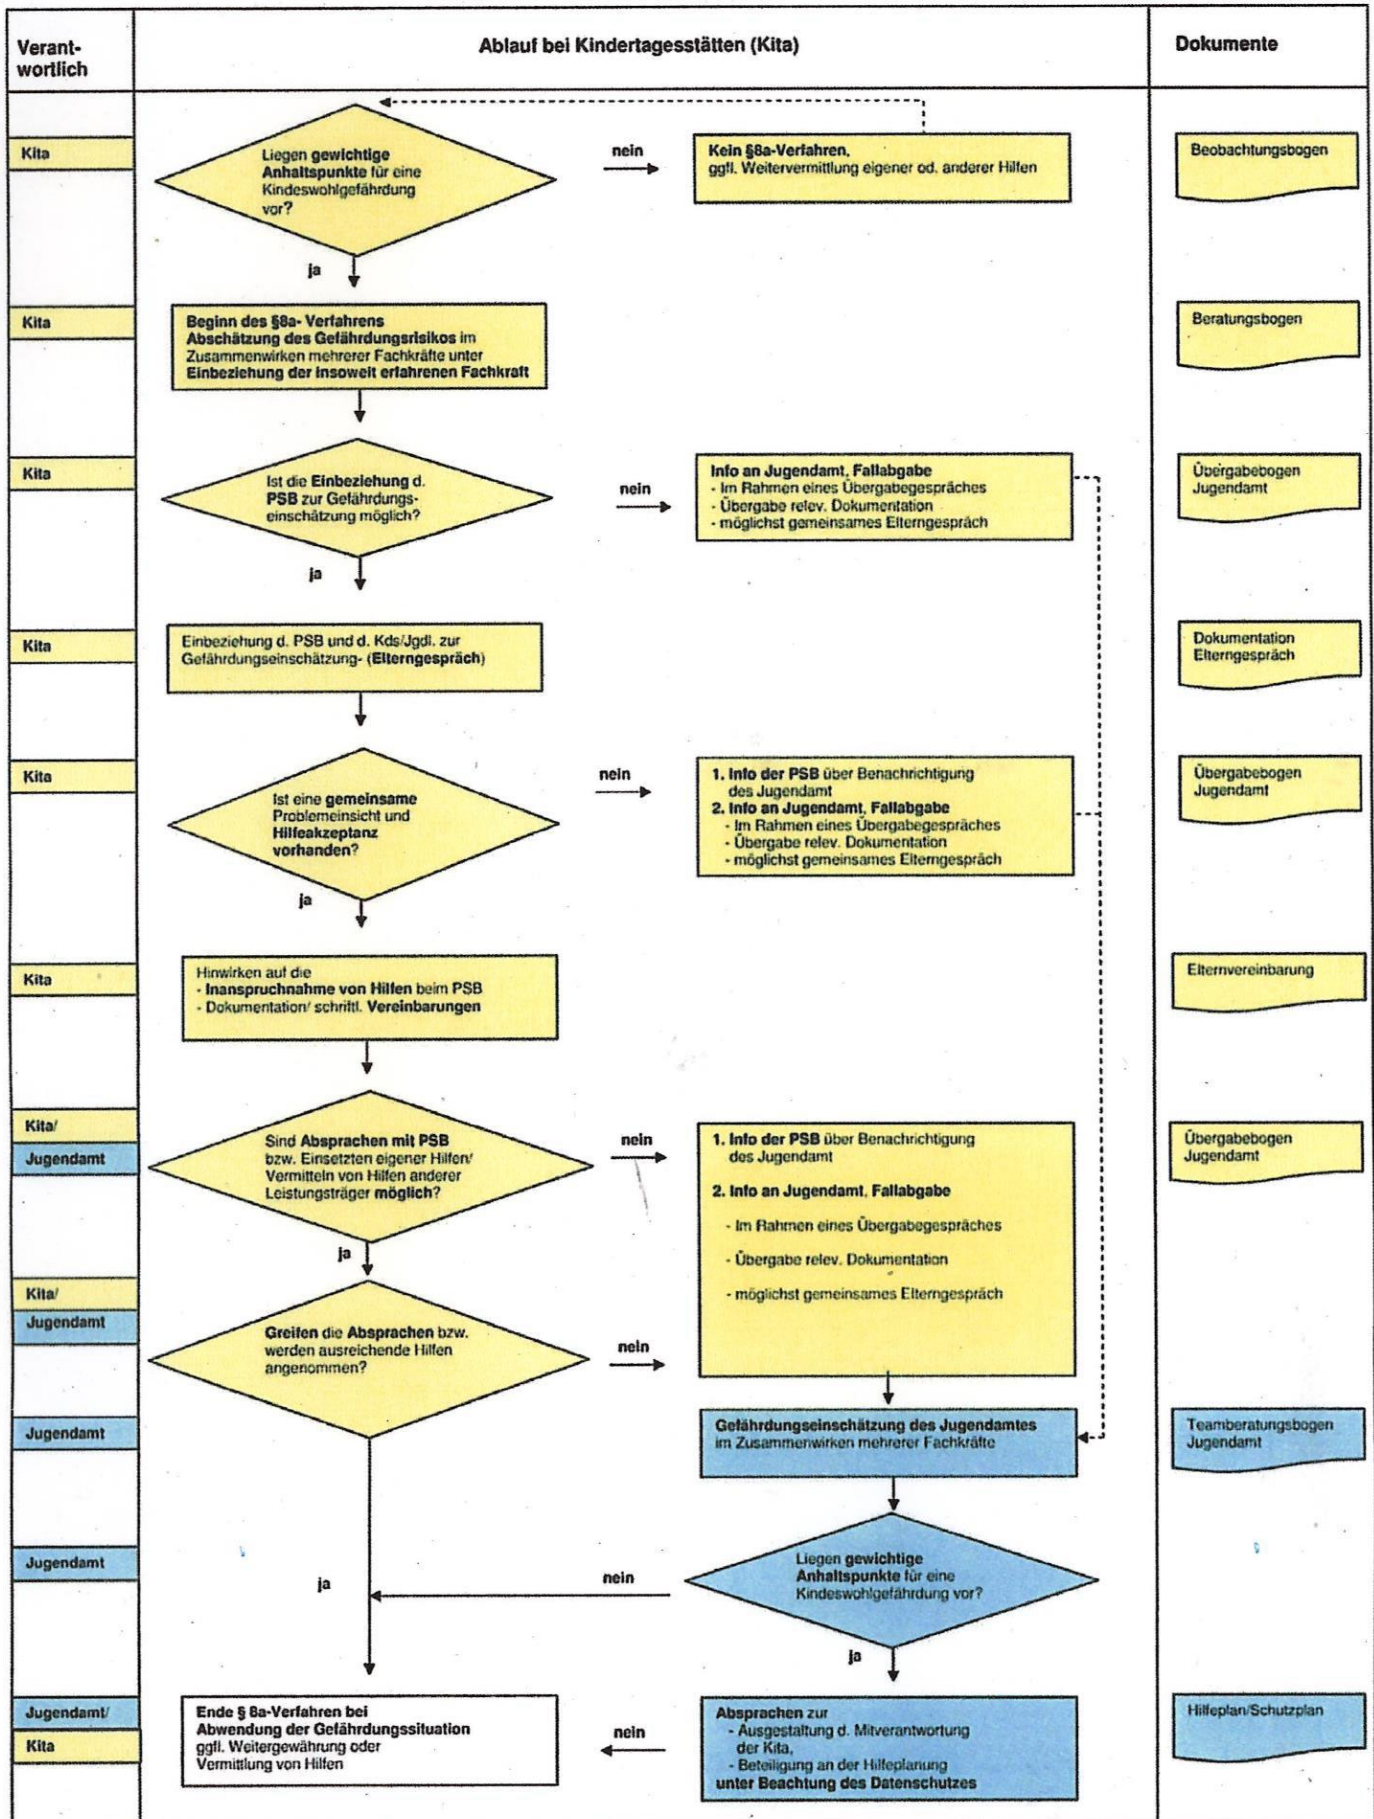 Verant-
wortlich
Ablauf bei Kindertagesstätten (Kita)
Dokumente
Kita
Liegen gewichtige
Anhaltspunkte für eine
Kindeswohlgefährdung
vor?
nein
Kein §8a-Verfahren,
ggfl. Weitervermittlung eigener od. anderer Hilfen
Beobachtungsbogen
ja
Kita
Beginn des §8a- Verfahrens
Abschätzung des Gefährdungsrisikos im
Zusammenwirken mehrerer Fachkräfte unter
Einbeziehung der insoweit erfahrenen Fachkraft
Beratungsbogen
Kita
Ist die Einbeziehung d.
PSB zur Gefährdungs-
einschätzung möglich?
nein
Info an Jugendamt, Fallabgabe
- Im Rahmen eines Übergabegespräches
- Übergabe relev. Dokumentation
- möglichst gemeinsames Elterngespräch
Übergabebogen
Jugendamt
ja
Kita
Einbeziehung d. PSB und d. Kds/Jgdl. zur
Gefährdungseinschätzung- (Elterngespräch)
Dokumentation
Elterngespräch
Kita
Ist eine gemeinsame
Problemeinsicht und
Hilfeakzeptanz
vorhanden?
nein
1. Info der PSB über Benachrichtigung
des Jugendamt
2. Info an Jugendamt, Fallabgabe
- Im Rahmen eines Übergabegespräches
- Übergabe relev. Dokumentation
- möglichst gemeinsames Elterngespräch
Übergabebogen
Jugendamt
ja
Kita
Hinwirken auf die
- Inanspruchnahme von Hilfen beim PSB
- Dokumentation/ schriftl. Vereinbarungen
Elternvereinbarung
Kita/
Jugendamt
Sind Absprachen mit PSB
bzw. Einsetzten eigener Hilfen/
Vermitteln von Hilfen anderer
Leistungsträger möglich?
nein
1. Info der PSB über Benachrichtigung
des Jugendamt
2. Info an Jugendamt, Fallabgabe
- Im Rahmen eines Übergabegespräches
- Übergabe relev. Dokumentation
- möglichst gemeinsames Elterngespräch
Übergabebogen
Jugendamt
ja
Kita/
Jugendamt
Greifen die Absprachen bzw.
werden ausreichende Hilfen
angenommen?
nein
Jugendamt
Gefährdungseinschätzung des Jugendamtes
im Zusammenwirken mehrerer Fachkräfte
Teamberatungsbogen
Jugendamt
Jugendamt
ja
nein
Liegen gewichtige
Anhaltspunkte für eine
Kindeswohlgefährdung vor?
ja
Jugendamt/
Kita
Ende § 8a-Verfahren bei
Abwendung der Gefährdungssituation
ggfl. Weitergewährung oder
Vermittlung von Hilfen
nein
Absprachen zur
- Ausgestaltung d. Mitverantwortung
der Kita,
- Beteiligung an der Hilfeplanung
unter Beachtung des Datenschutzes
Hilfeplan/Schutzplan